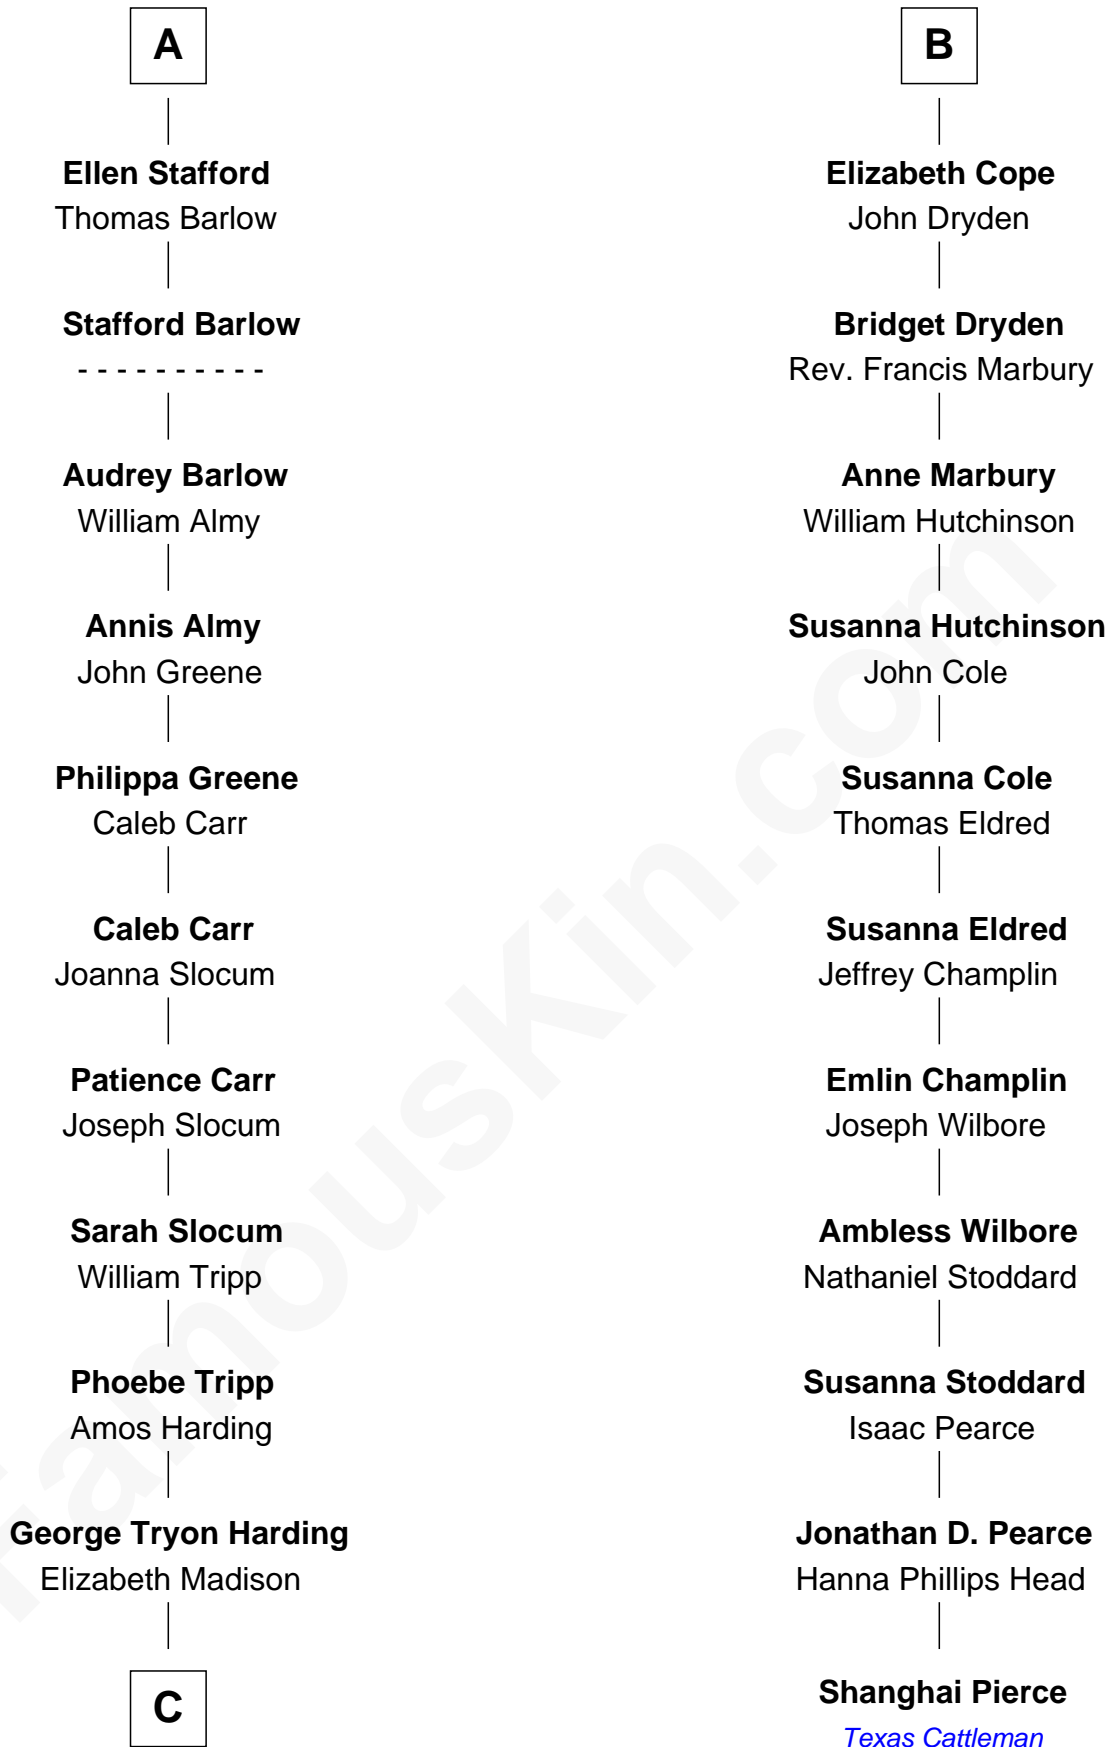 A
Ellen Stafford
Thomas Barlow
Stafford Barlow
- - - - - - - - - -
Audrey Barlow
William Almy
Annis Almy
John Greene
Philippa Greene
Caleb Carr
Caleb Carr
Joanna Slocum
Patience Carr
Joseph Slocum
Sarah Slocum
William Tripp
Phoebe Tripp
Amos Harding
George Tryon Harding
Elizabeth Madison
C
B
Elizabeth Cope
John Dryden
Bridget Dryden
Rev. Francis Marbury
Anne Marbury
William Hutchinson
Susanna Hutchinson
John Cole
Susanna Cole
Thomas Eldred
Susanna Eldred
Jeffrey Champlin
Emlin Champlin
Joseph Wilbore
Ambless Wilbore
Nathaniel Stoddard
Susanna Stoddard
Isaac Pearce
Jonathan D. Pearce
Hanna Phillips Head
Shanghai Pierce
Texas Cattleman
FamousKin.com